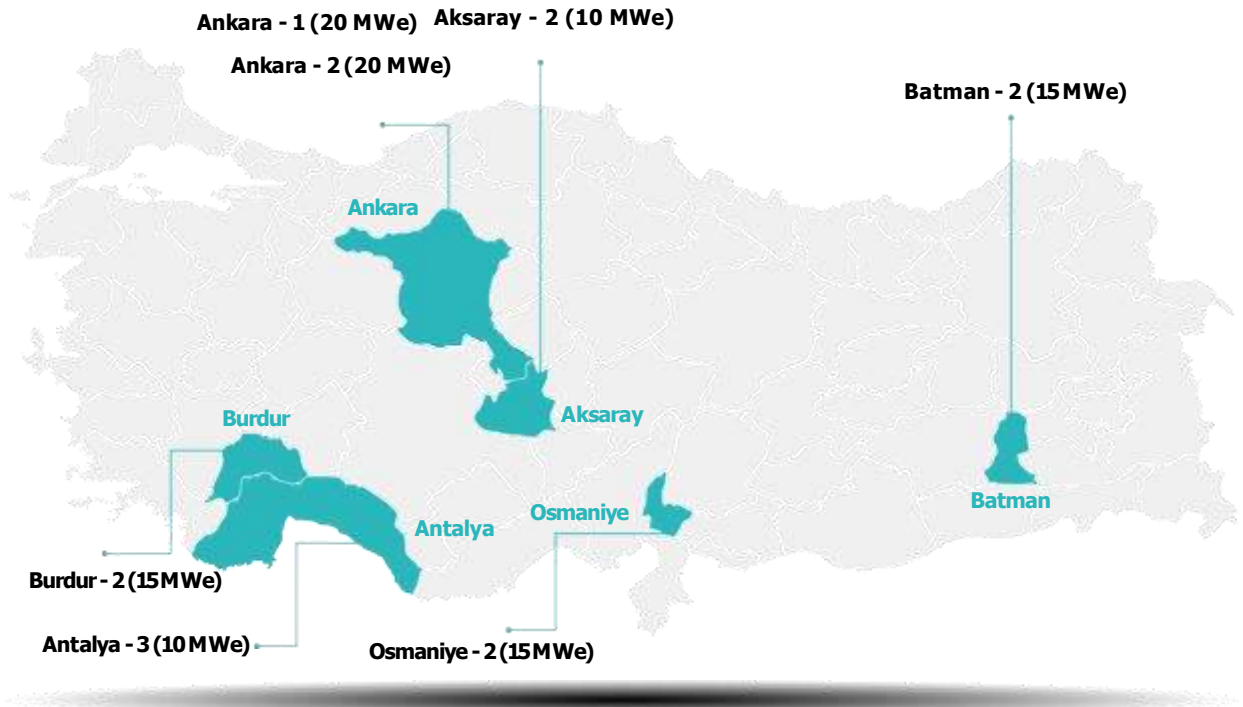 Ankara - 1 (20 MWe)
Aksaray - 2 (10 MWe)
Ankara - 2 (20 MWe)
Batman - 2 (15 MWe)
Ankara
Burdur
Aksaray
Batman
Osmaniye
Antalya
Burdur - 2 (15 MWe)
Antalya - 3 (10 MWe)
Osmaniye - 2 (15 MWe)